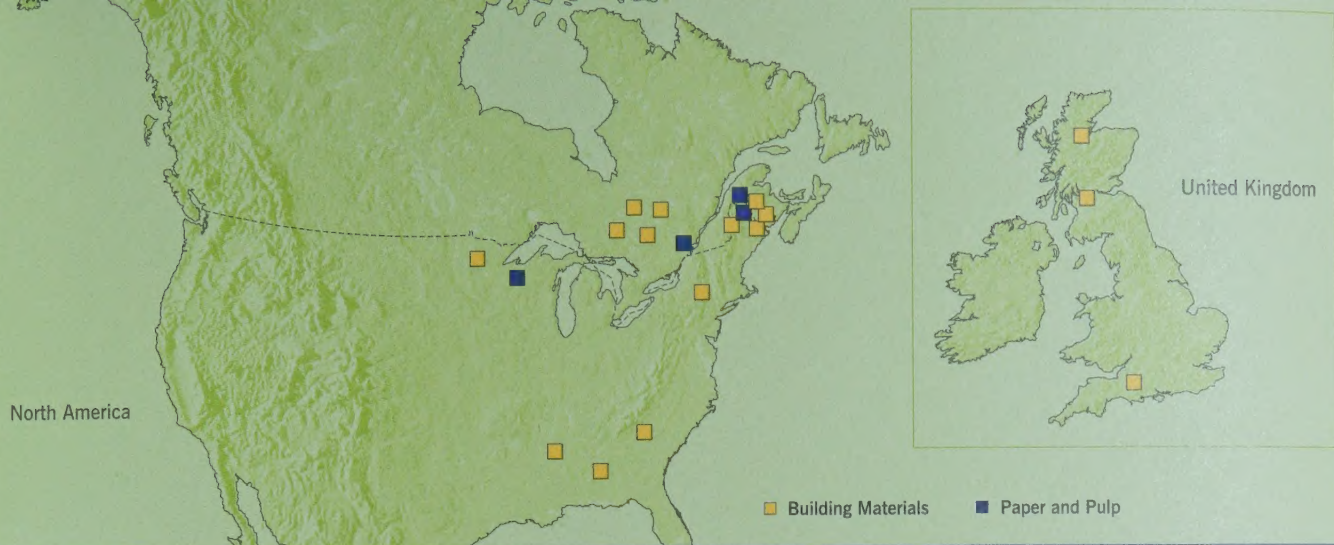 United Kingdom
North America
Building Materials
Paper and Pulp